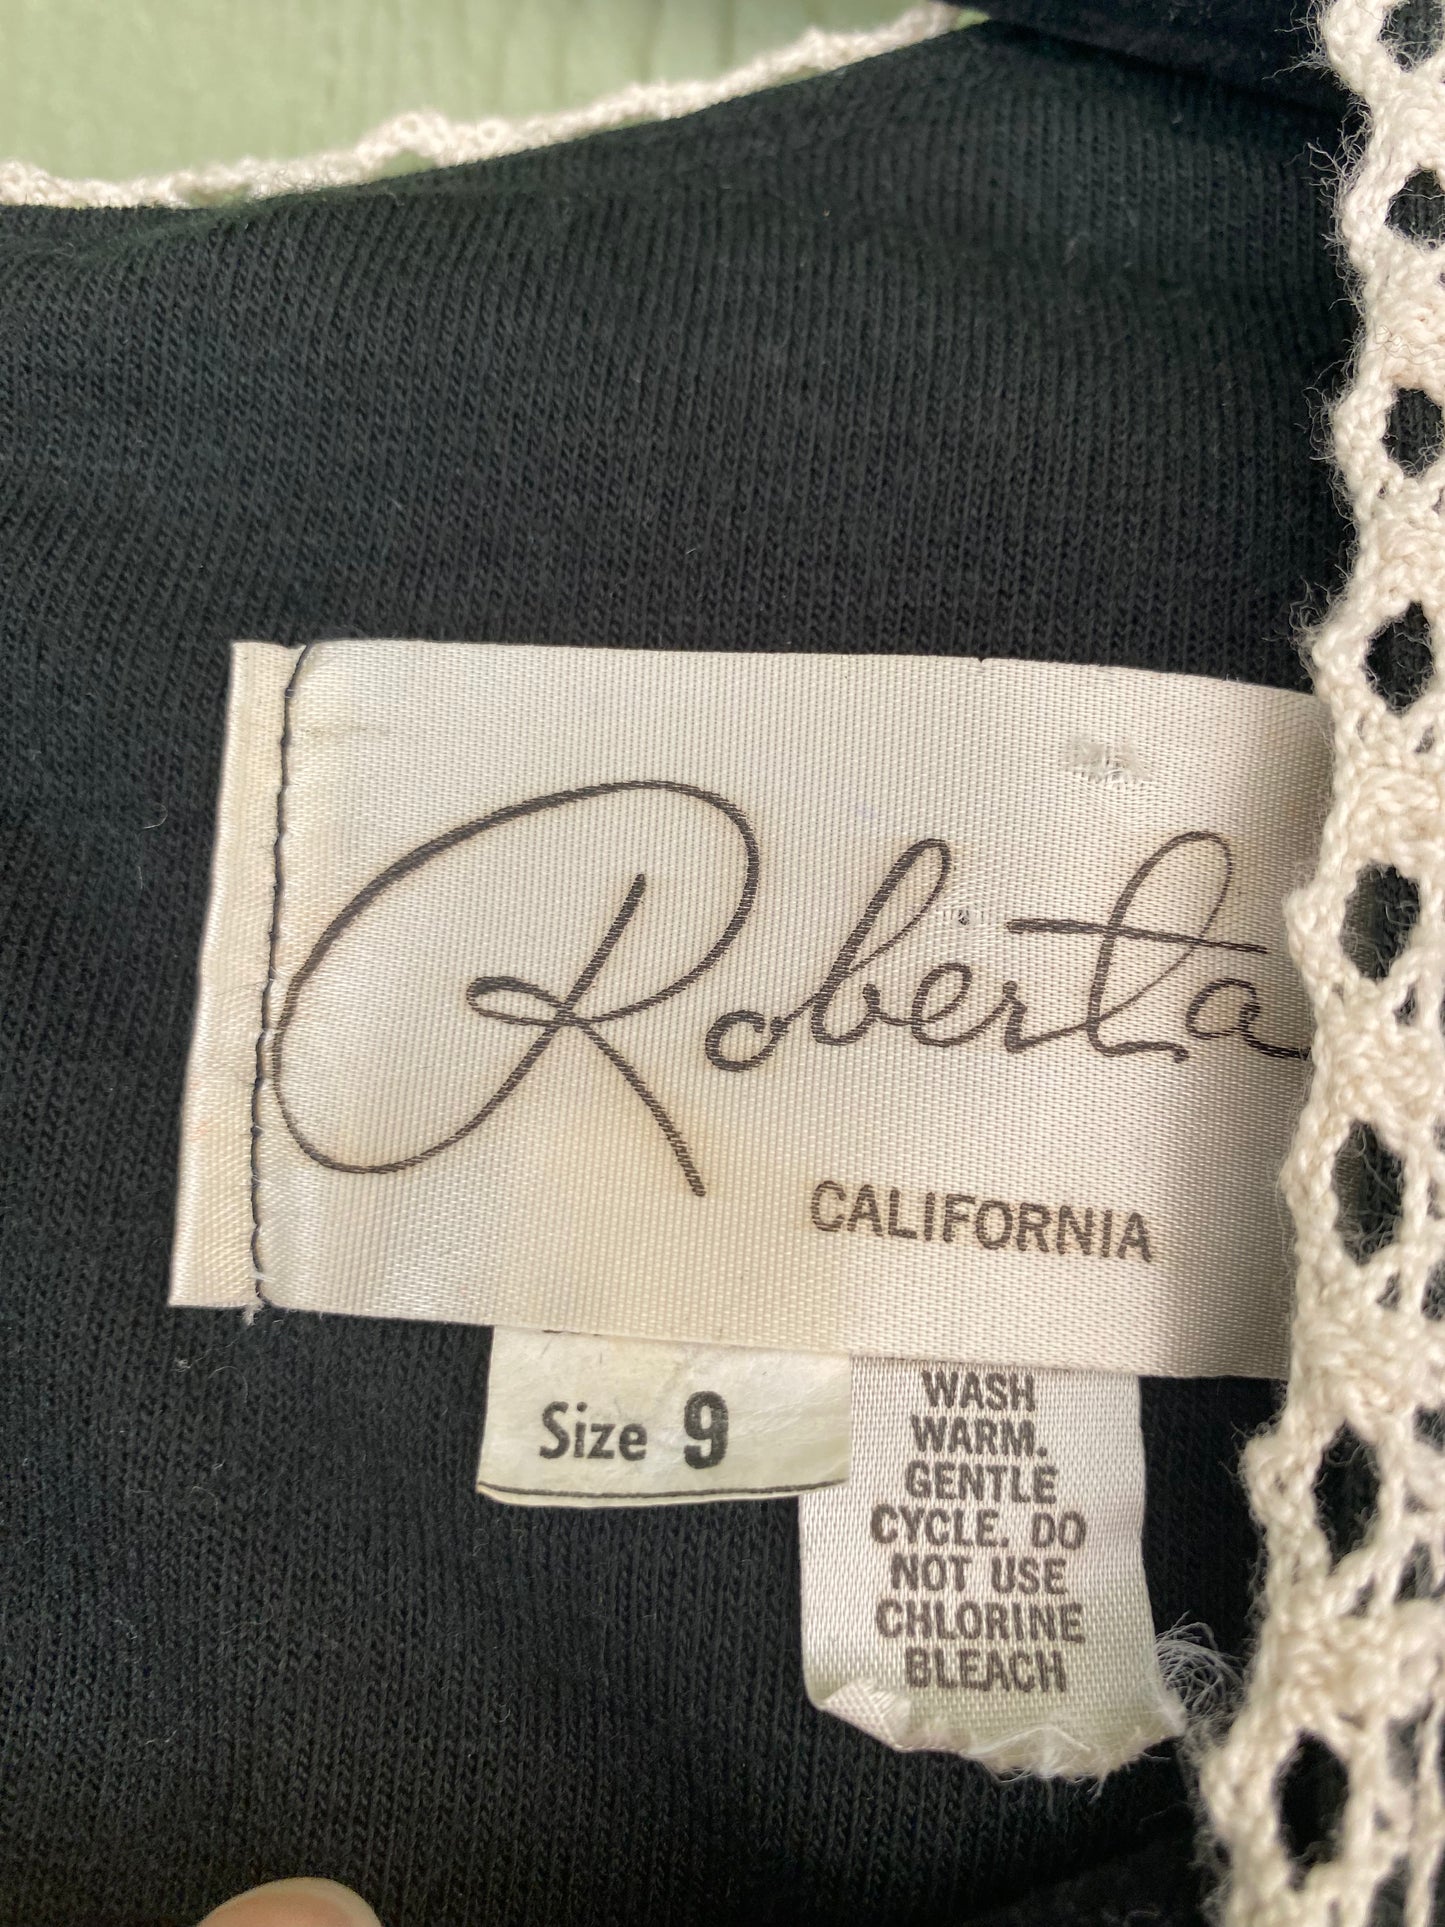 Roberta
CALIFORNIA
Size 9
WASH
WARM.
GENTLE
CYCLE. DO
NOT USE
CHLORINE
BLEACH